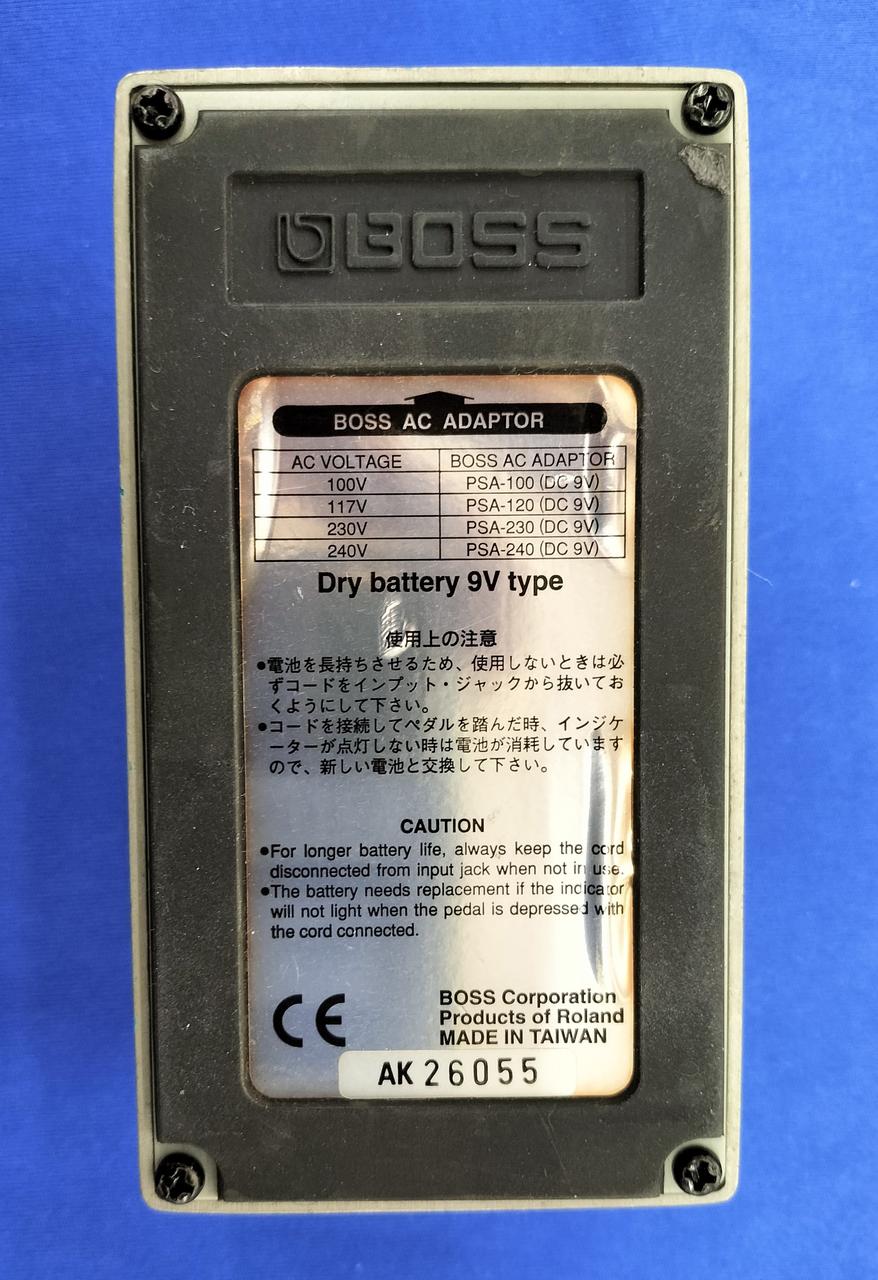 BOSS
BOSS AC ADAPTOR
AC VOLTAGE BOSS AC ADAPTOR
100V PSA-100 (DC 9V)
117V PSA-120 (DC 9V)
230V PSA-230 (DC 9V)
240V PSA-240 (DC 9V)
Dry battery 9V type
使用上の注意
●電池を長持ちさせるため、使用しないときは必
ずコードをインプット・ジャックから抜いてお
くようにして下さい。
●コードを接続してペダルを踏んだ時、インジケ
ーターが点灯しない時は電池が消耗しています
ので、新しい電池と交換して下さい。
CAUTION
●For longer battery life, always keep the cord
disconnected from input jack when not in use.
●The battery needs replacement if the indicator
will not light when the pedal is depressed with
the cord connected.
CE
BOSS Corporation
Products of Roland
MADE IN TAIWAN
AK 26055